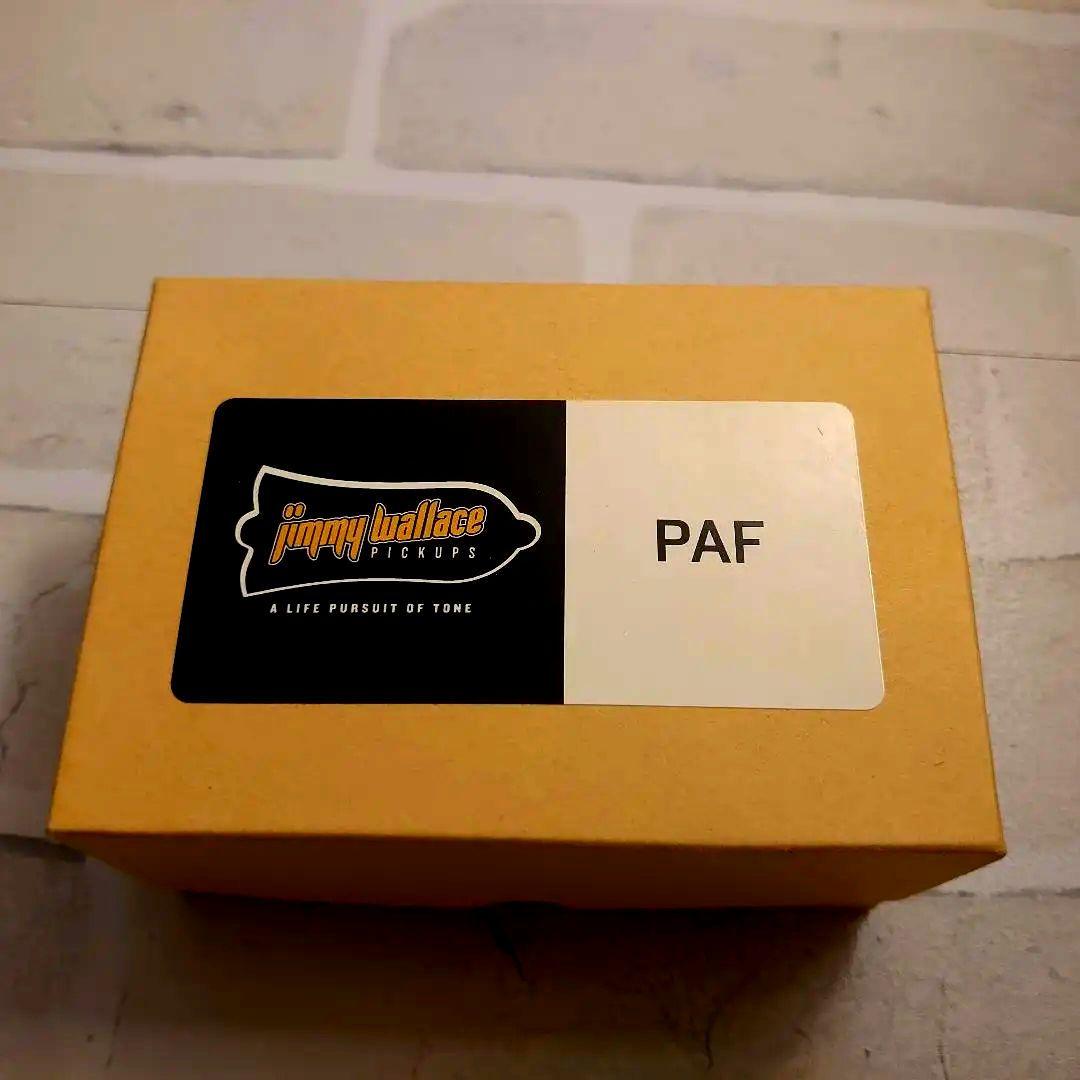 jimmy wallace
PICKUPS
A LIFE PURSUIT OF TONE
PAF